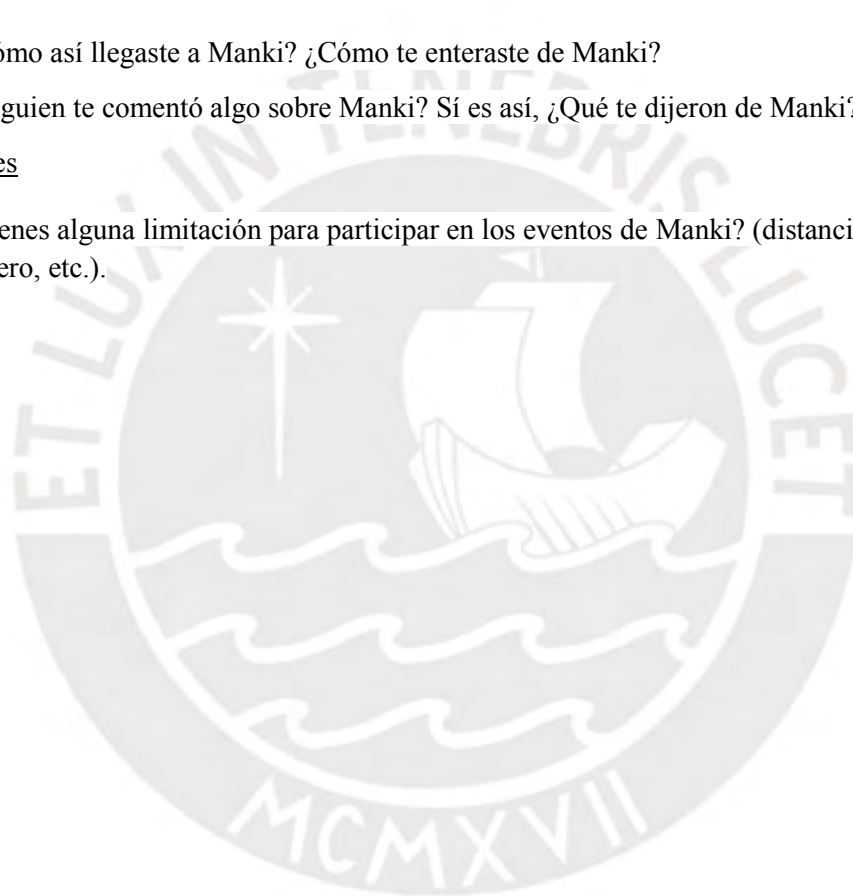 ómo así llegaste a Manki? ¿Cómo te enteraste de Manki?
guien te comentó algo sobre Manki? Sí es así, ¿Qué te dijeron de Manki?
es
enes alguna limitación para participar en los eventos de Manki? (distanci
ero, etc.).
ET LUX IN TENEBRIS LUCET
MCMXVII